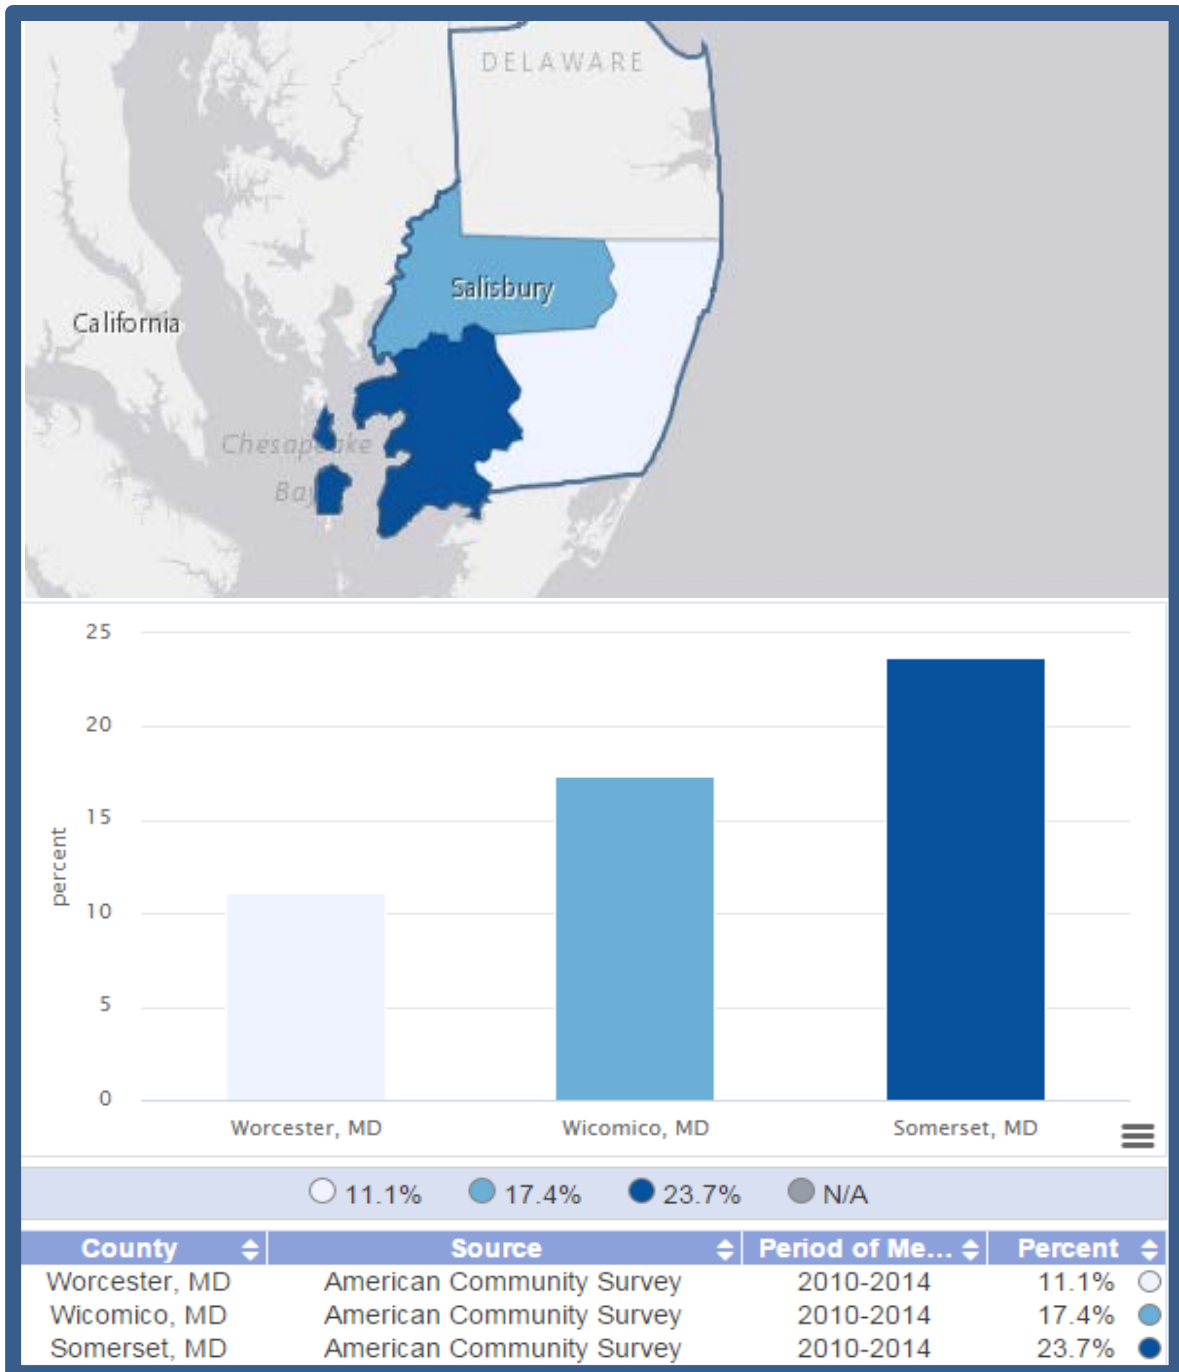 DELAWARE
Salisbury
California
Chesapeake
Bay
25
20
15
10
5
0
percent
Worcester, MD Wicomico, MD Somerset, MD
11.1% 17.4% 23.7% N/A
County Source Period of Me... Percent
Worcester, MD American Community Survey 2010-2014 11.1%
Wicomico, MD American Community Survey 2010-2014 17.4%
Somerset, MD American Community Survey 2010-2014 23.7%